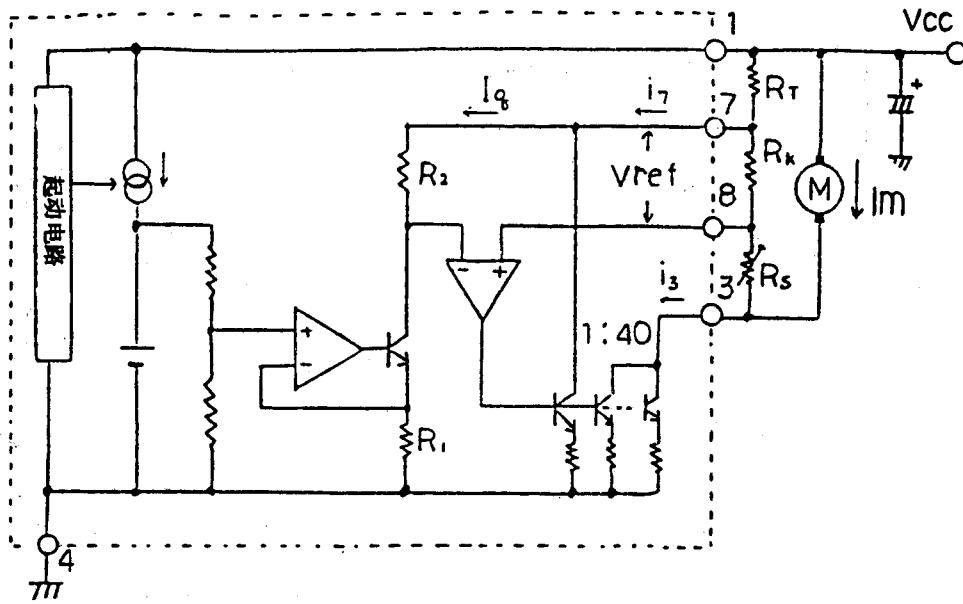 1
Vcc
RT
7
i7
Iq
R2
Vref
RK
8
M
Im
起动电路
RS
3
i3
1:40
- +
+
-
R1
4
+